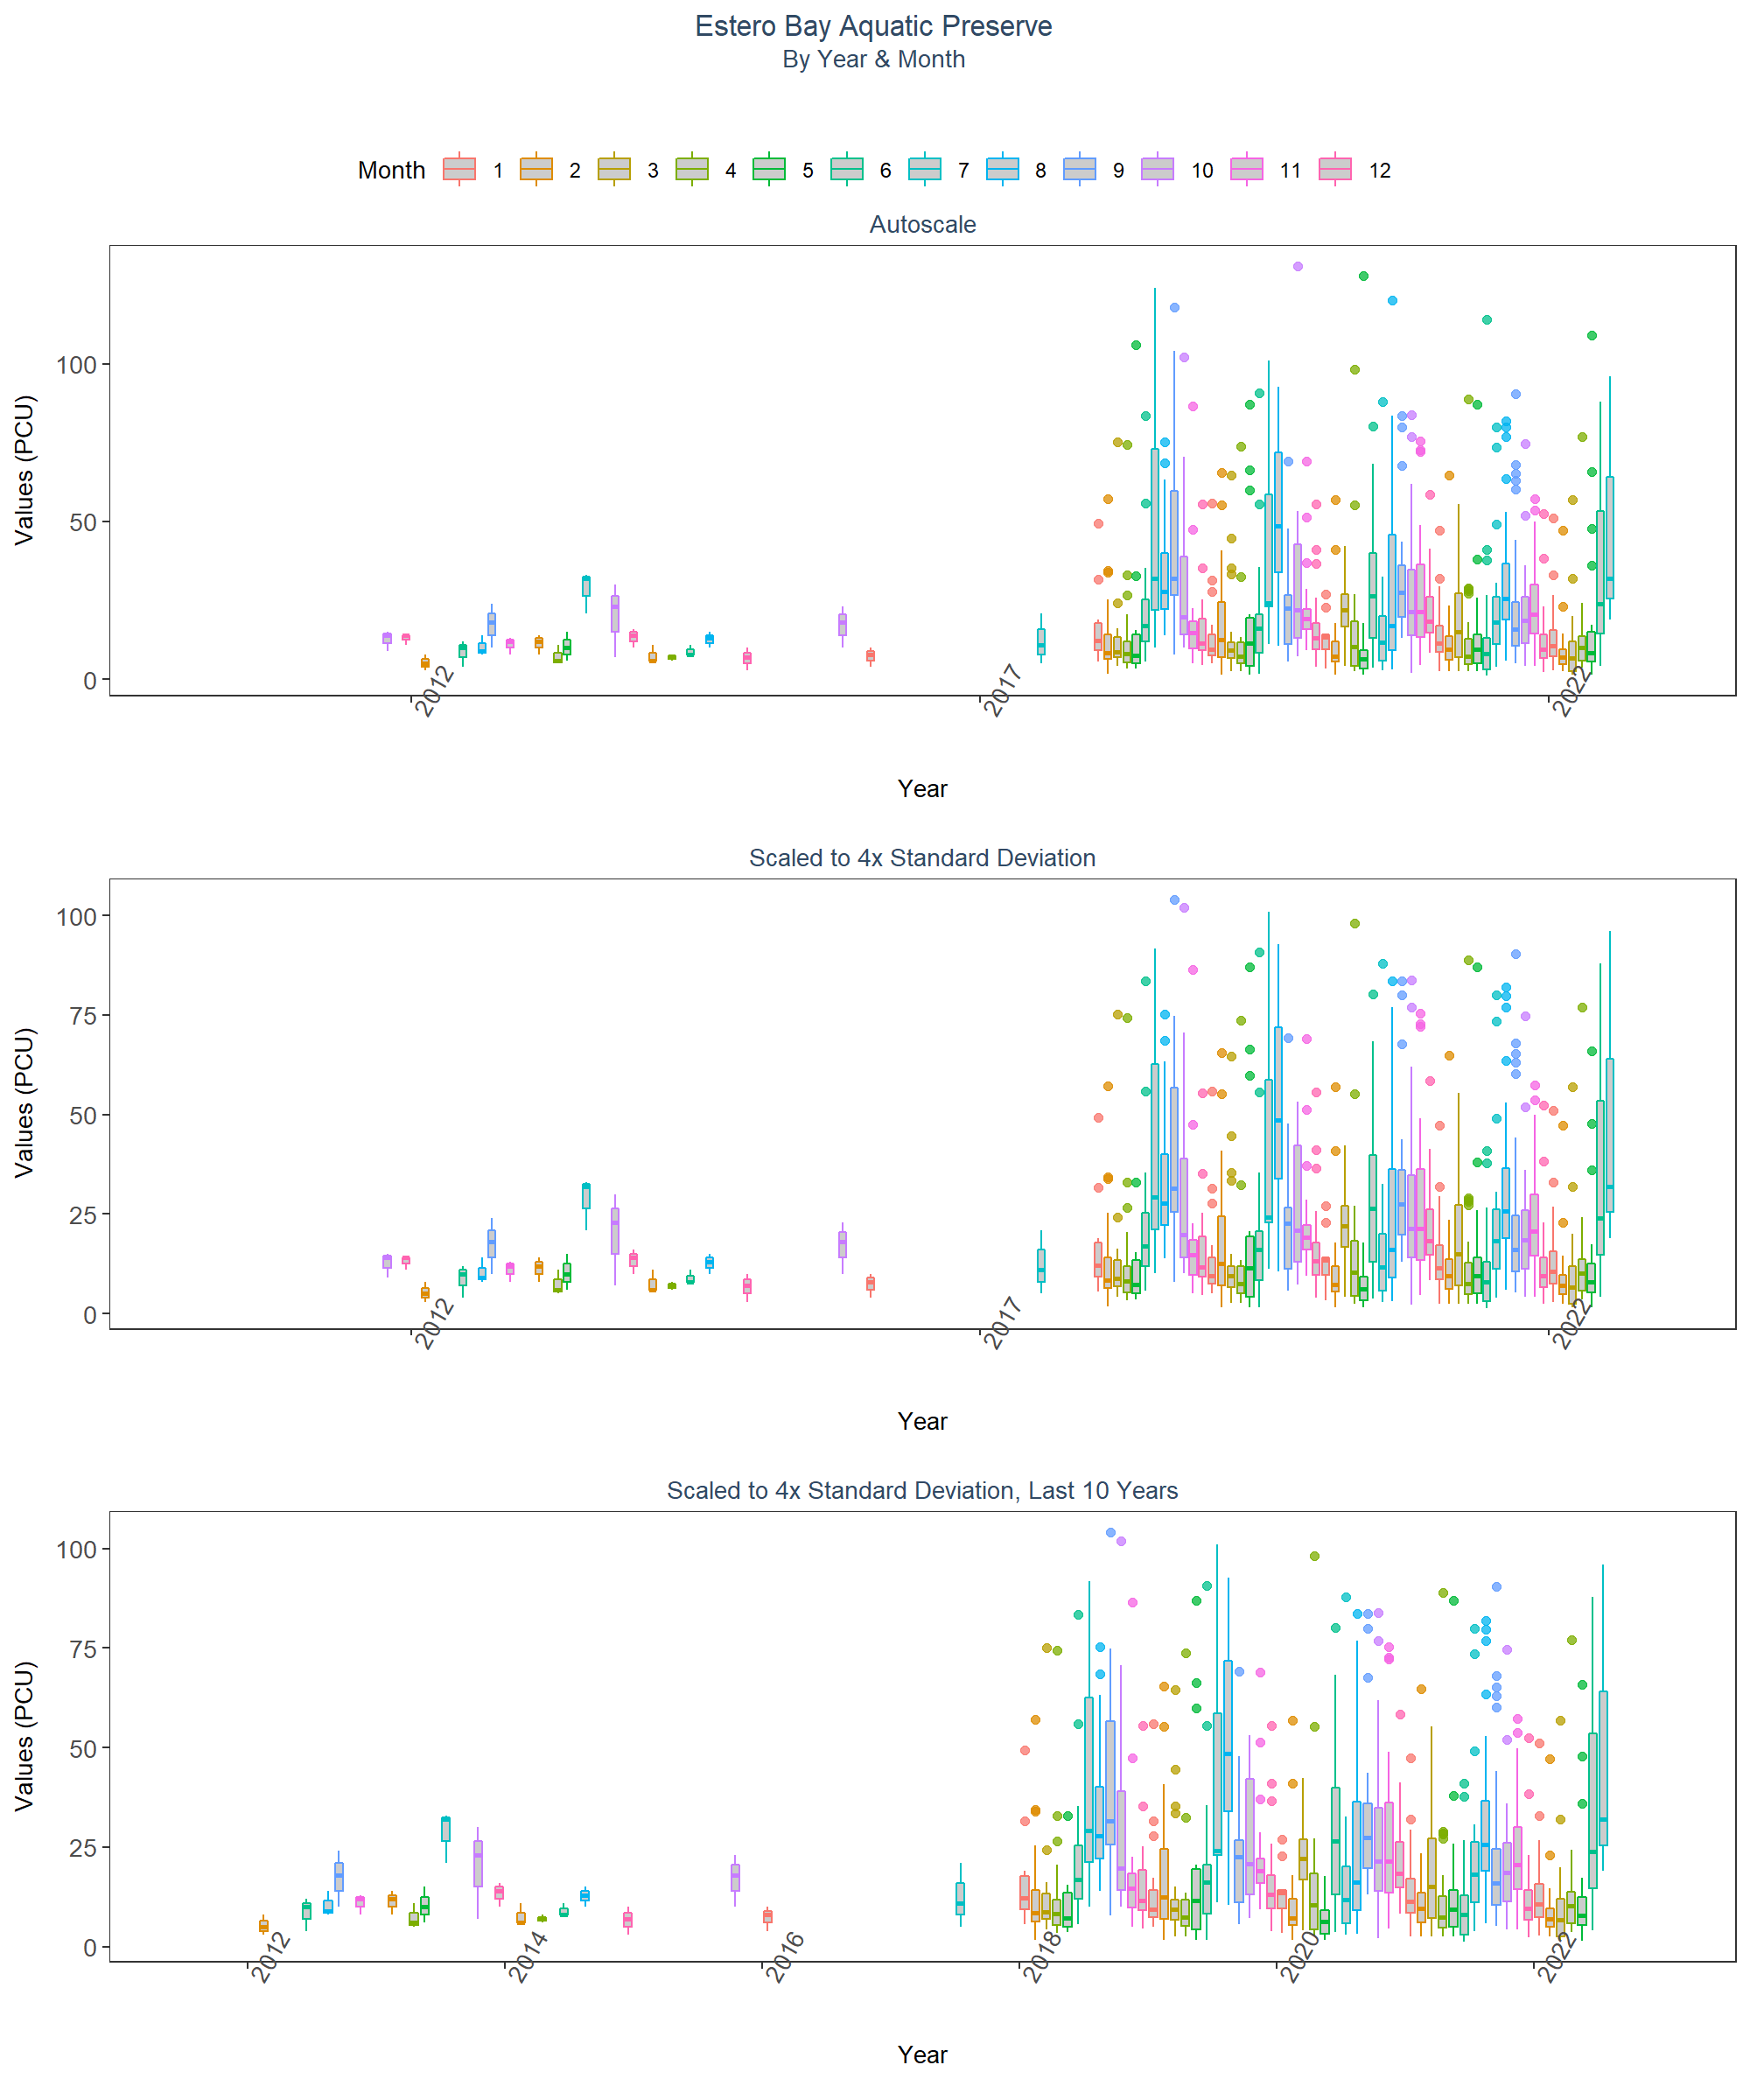 Estero Bay Aquatic Preserve
By Year & Month
Month 1 2 3 4 5 6 7 8 9 10 11 12
Autoscale
Values (PCU)
100
50
0
2012 2017 2022
Year
Scaled to 4x Standard Deviation
Values (PCU)
100
75
50
25
0
2012 2017 2022
Year
Scaled to 4x Standard Deviation, Last 10 Years
Values (PCU)
100
75
50
25
0
2012 2014 2016 2018 2020 2022
Year